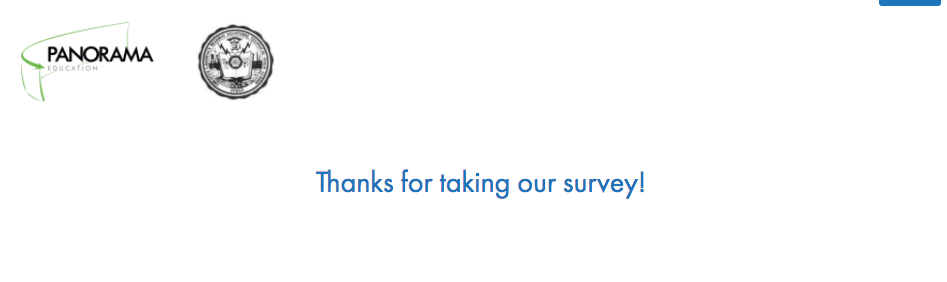 PANORAMA
EDUCATION
Thanks for taking our survey!